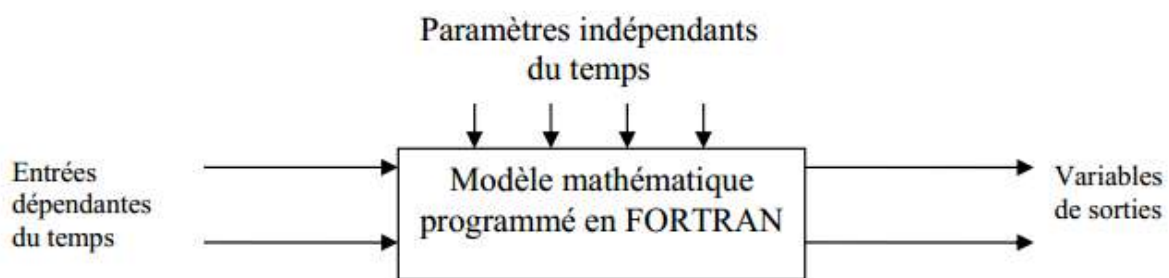 Paramètres indépendants
du temps
Entrées
dépendantes
du temps
Modèle mathématique
programmé en FORTRAN
Variables
de sorties